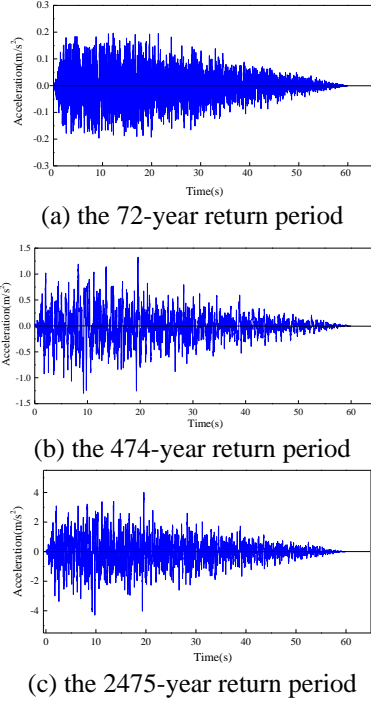 0.3
0.2
0.1
0.0
-0.1
-0.2
-0.3
Acceleration(m/s²)
0 10 20 30 40 50 60
Time(s)
(a) the 72-year return period
1.5
1.0
0.5
0.0
-0.5
-1.0
-1.5
Acceleration(m/s²)
0 10 20 30 40 50 60
Time(s)
(b) the 474-year return period
4
2
0
-2
-4
Acceleration(m/s²)
0 10 20 30 40 50 60
Time(s)
(c) the 2475-year return period